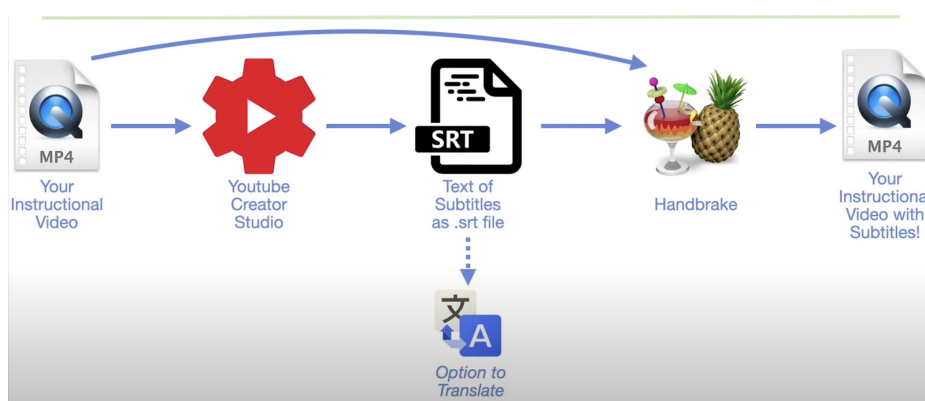 MP4
Your
Instructional
Video
Youtube
Creator
Studio
SRT
Text of
Subtitles
as .srt file
Handbrake
MP4
Your
Instructional
Video with
Subtitles!
文
A
Option to
Translate